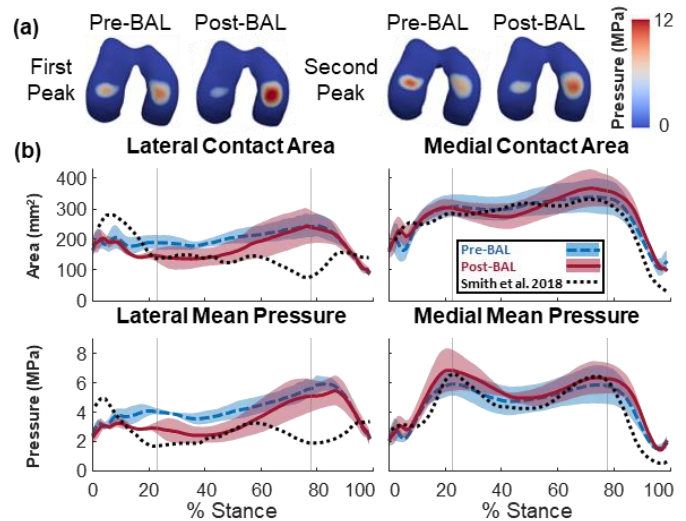 (a)
Pre-BAL Post-BAL Pre-BAL Post-BAL
First Peak
Second Peak
Pressure (MPa)
12
0
(b)
Lateral Contact Area
Medial Contact Area
Area (mm²)
400
300
200
100
0
Pre-BAL
Post-BAL
Smith et al. 2018
Lateral Mean Pressure
Medial Mean Pressure
Pressure (MPa)
8
6
4
2
0
0 20 40 60 80 100
0 20 40 60 80 100
% Stance
% Stance